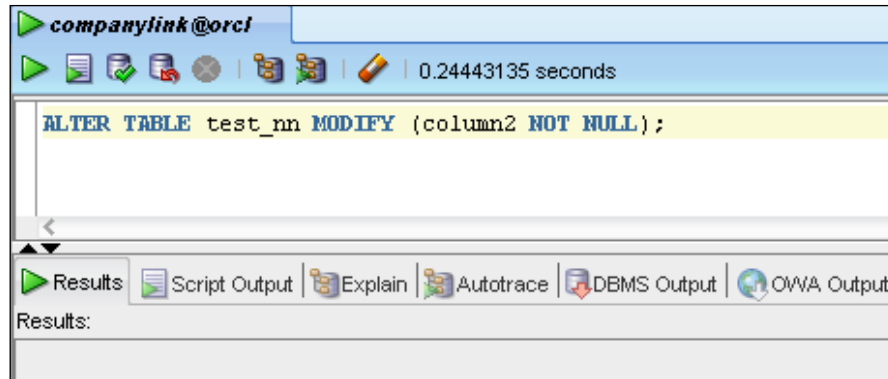 companylink@orcl
0.24443135 seconds
ALTER TABLE test_nn MODIFY (column2 NOT NULL);
Results Script Output Explain Autotrace DBMS Output OWA Output
Results: